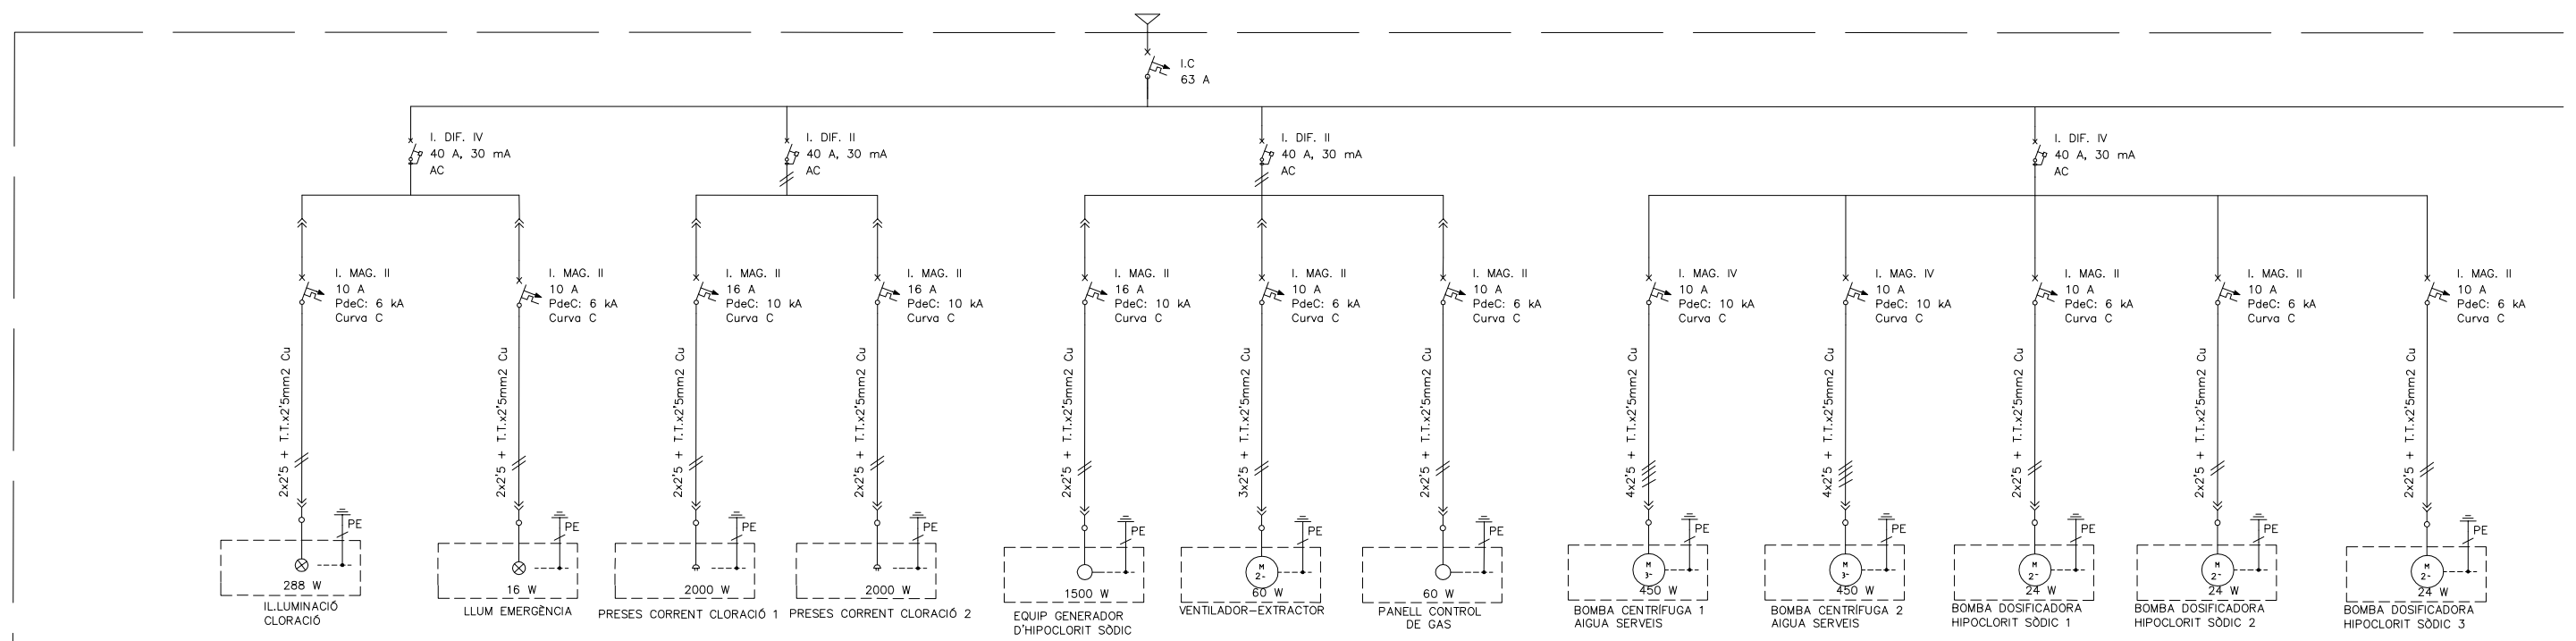 I.C
63 A
I. DIF. IV
40 A, 30 mA
AC
I. DIF. II
40 A, 30 mA
AC
I. DIF. II
40 A, 30 mA
AC
I. DIF. IV
40 A, 30 mA
AC
I. MAG. II
10 A
PdeC: 6 kA
Curva C
I. MAG. II
10 A
PdeC: 6 kA
Curva C
I. MAG. II
16 A
PdeC: 10 kA
Curva C
I. MAG. II
16 A
PdeC: 10 kA
Curva C
I. MAG. II
16 A
PdeC: 10 kA
Curva C
I. MAG. II
10 A
PdeC: 6 kA
Curva C
I. MAG. II
10 A
PdeC: 6 kA
Curva C
I. MAG. IV
10 A
PdeC: 10 kA
Curva C
I. MAG. IV
10 A
PdeC: 10 kA
Curva C
I. MAG. II
10 A
PdeC: 6 kA
Curva C
I. MAG. II
10 A
PdeC: 6 kA
Curva C
I. MAG. II
10 A
PdeC: 6 kA
Curva C
2x2'5 + T.T.x2'5mm2 Cu
2x2'5 + T.T.x2'5mm2 Cu
2x2'5 + T.T.x2'5mm2 Cu
2x2'5 + T.T.x2'5mm2 Cu
2x2'5 + T.T.x2'5mm2 Cu
3x2'5 + T.T.x2'5mm2 Cu
2x2'5 + T.T.x2'5mm2 Cu
4x2'5 + T.T.x2'5mm2 Cu
4x2'5 + T.T.x2'5mm2 Cu
2x2'5 + T.T.x2'5mm2 Cu
2x2'5 + T.T.x2'5mm2 Cu
2x2'5 + T.T.x2'5mm2 Cu
PE
288 W
IL.LUMINACIÓ
CLORACIÓ
PE
16 W
LLUM EMERGÈNCIA
PE
2000 W
PRESES CORRENT CLORACIÓ 1
PE
2000 W
PRESES CORRENT CLORACIÓ 2
PE
1500 W
EQUIP GENERADOR
D'HIPOCLORIT SÒDIC
PE
M
2~
60 W
VENTILADOR-EXTRACTOR
PE
60 W
PANELL CONTROL
DE GAS
PE
M
3~
450 W
BOMBA CENTRÍFUGA 1
AIGUA SERVEIS
PE
M
3~
450 W
BOMBA CENTRÍFUGA 2
AIGUA SERVEIS
PE
M
2~
24 W
BOMBA DOSIFICADORA
HIPOCLORIT SÒDIC 1
PE
M
2~
24 W
BOMBA DOSIFICADORA
HIPOCLORIT SÒDIC 2
PE
M
2~
24 W
BOMBA DOSIFICADORA
HIPOCLORIT SÒDIC 3